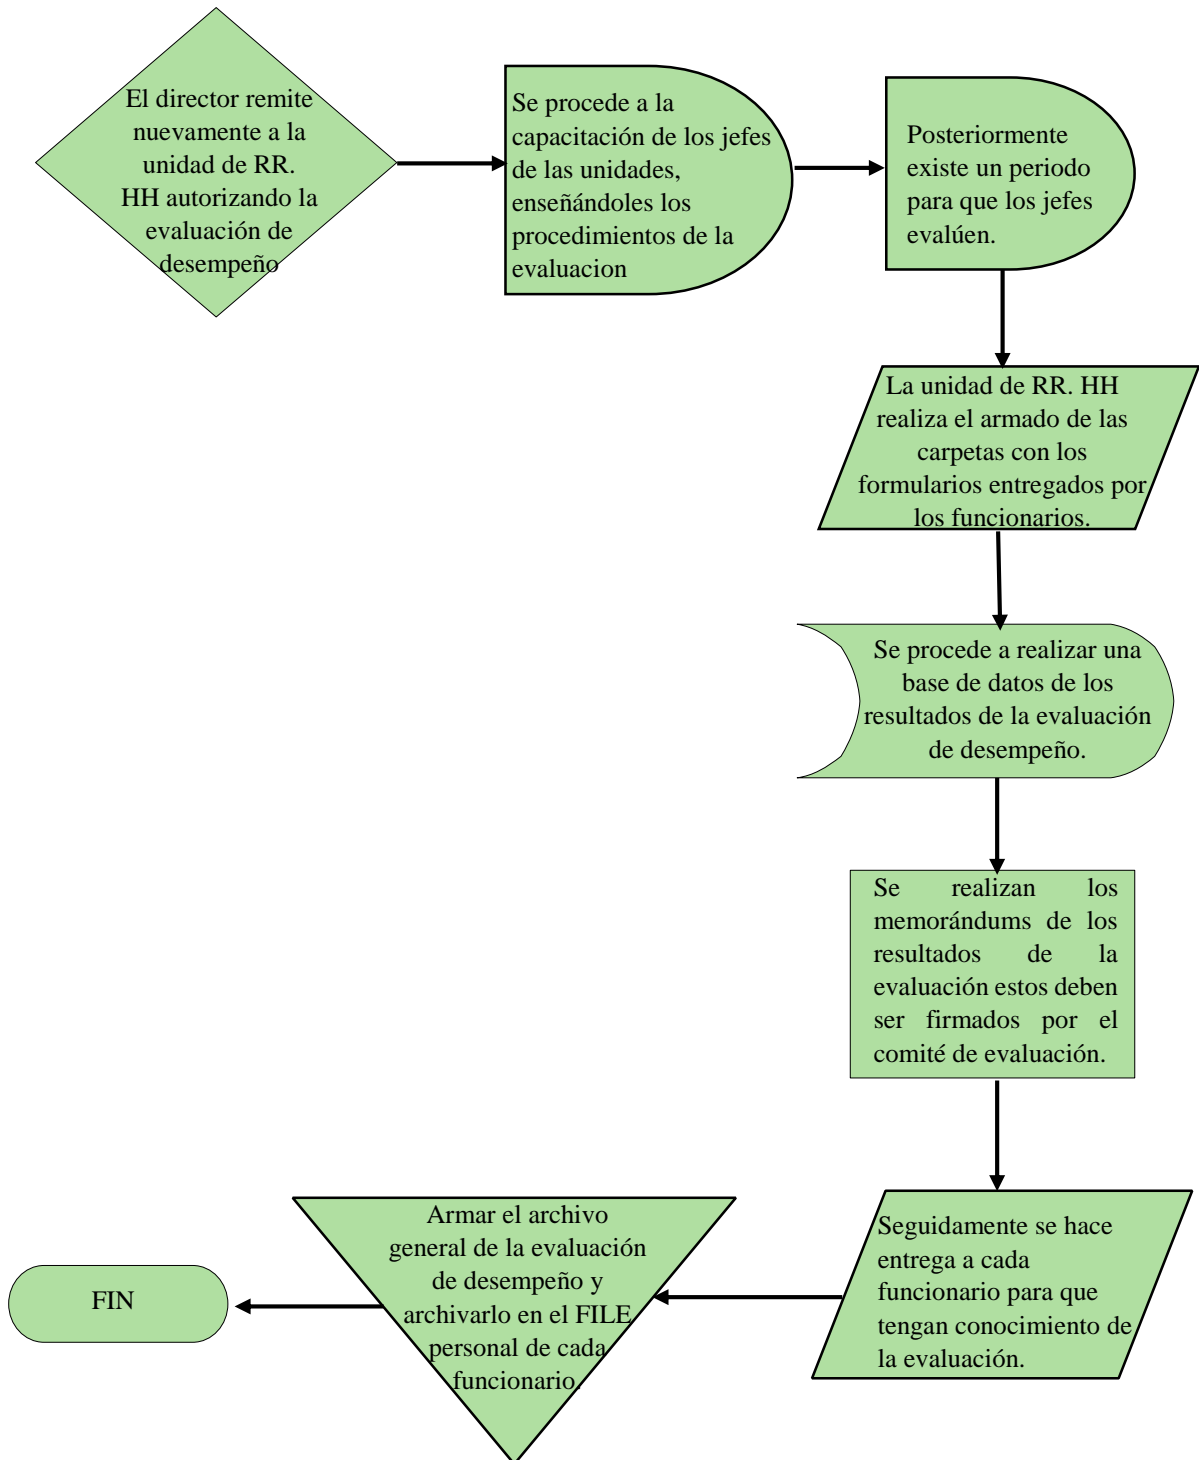 El director remite
nuevamente a la
unidad de RR.
HH autorizando la
evaluación de
desempeño
Se procede a la
capacitación de los jefes
de las unidades,
enseñándoles los
procedimientos de la
evaluacion
Posteriormente
existe un periodo
para que los jefes
evalúen.
La unidad de RR. HH
realiza el armado de las
carpetas con los
formularios entregados por
los funcionarios.
Se procede a realizar una
base de datos de los
resultados de la evaluación
de desempeño.
Se realizan los
memorándums de los
resultados de la
evaluación estos deben
ser firmados por el
comité de evaluación.
Seguidamente se hace
entrega a cada
funcionario para que
tengan conocimiento de
la evaluación.
Armar el archivo
general de la evaluación
de desempeño y
archivarlo en el FILE
personal de cada
funcionario.
FIN